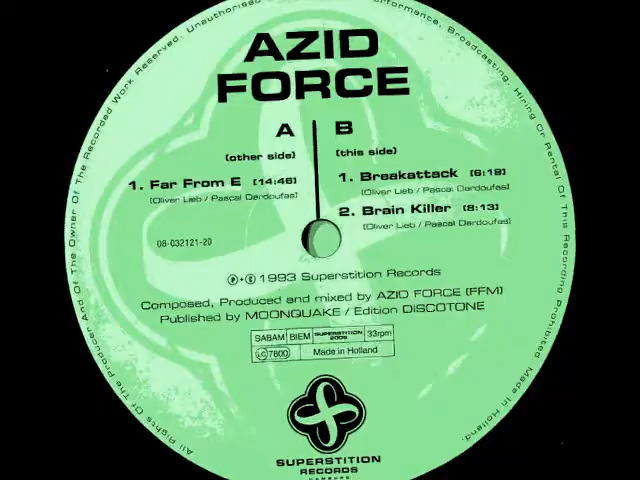 AZID
FORCE
A B
(other side) (this side)
1. Far From E [14:46]
(Oliver Lieb / Pascal Dardoufas)
1. Breakattack [6:18]
(Oliver Lieb / Pascal Dardoufas)
2. Brain Killer [8:13]
(Oliver Lieb / Pascal Dardoufas)
08-032121-20
℗+© 1993 Superstition Records
Composed, Produced and mixed by AZID FORCE (FFM)
Published by MOONQUAKE / Edition DISCOTONE
SABAM BIEM SUPERSTITION 2005 33rpm
LC 7800 Made in Holland
SUPERSTITION
RECORDS
HAMBURG
All Rights Of The Producer And Of The Owner Of The Recorded Work Reserved. Unauthorised
erformance, Broadcasting, Hiring Or Rental Of This Recording Prohibited. Made In Holland.